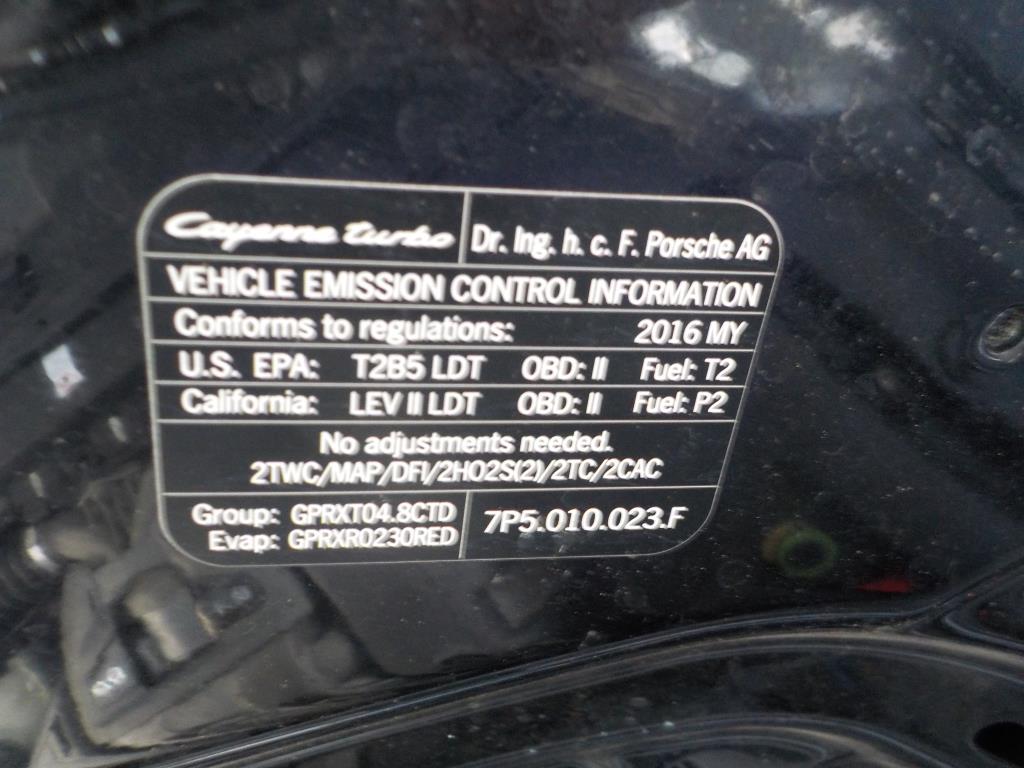 Cayenne turbo Dr. Ing. h. c. F. Porsche AG
VEHICLE EMISSION CONTROL INFORMATION
Conforms to regulations: 2016 MY
U.S. EPA: T2B5 LDT OBD: II Fuel: T2
California: LEV II LDT OBD: II Fuel: P2
No adjustments needed.
2TWC/MAP/DFI/2HO2S(2)/2TC/2CAC
Group: GPRXT04.8CTD
Evap: GPRXR0230RED
7P5.010.023.F